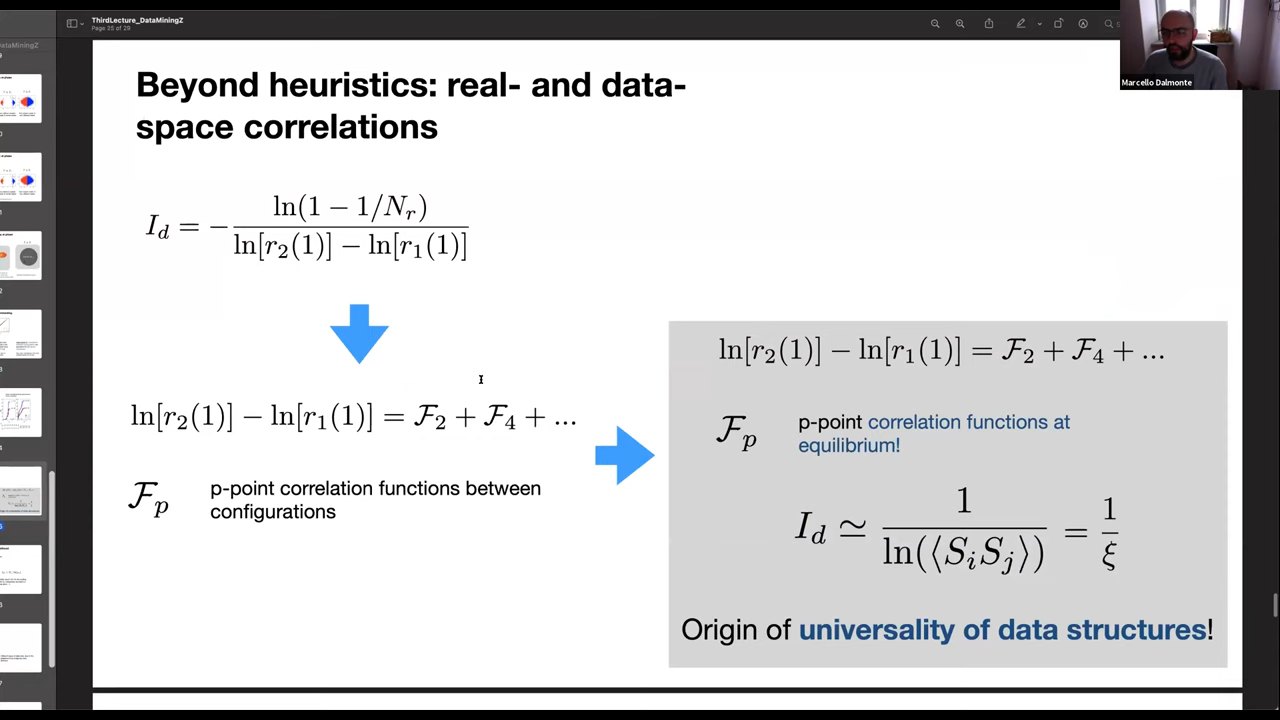 ThirdLecture_DataMiningZ
Page 35 of 29
Marcello Dalmonte
Beyond heuristics: real- and data-
space correlations
I_d = − ln(1 − 1/N_r) / ln[r_2(1)] − ln[r_1(1)]
ln[r_2(1)] − ln[r_1(1)] = F_2 + F_4 + ...
F_p p-point correlation functions between
configurations
ln[r_2(1)] − ln[r_1(1)] = F_2 + F_4 + ...
F_p p-point correlation functions at
equilibrium!
I_d ≃ 1 / ln(⟨S_i S_j⟩) = 1 / ξ
Origin of universality of data structures!